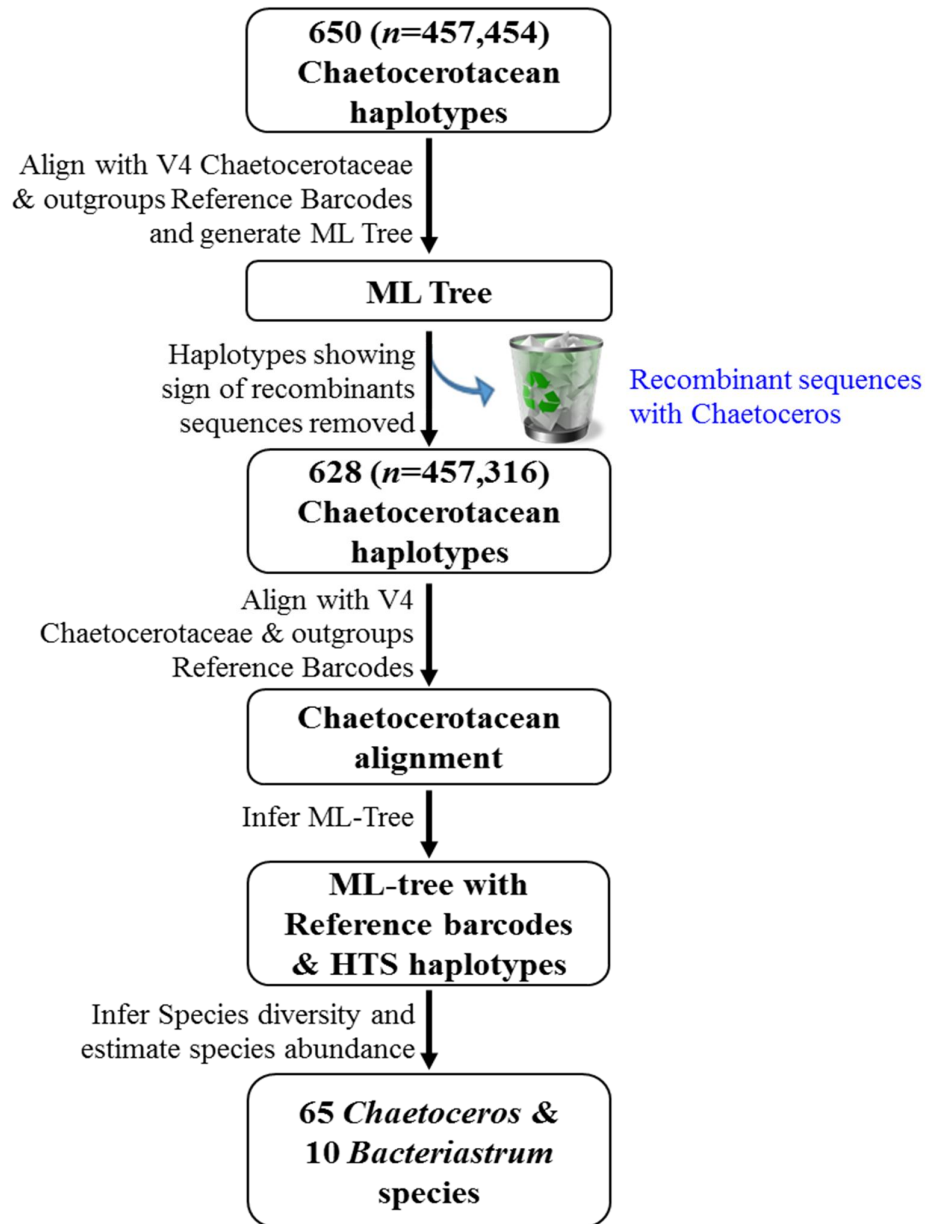 650 (n=457,454)
Chaetocerotacean
haplotypes
Align with V4 Chaetocerotaceae
& outgroups Reference Barcodes
and generate ML Tree
ML Tree
Haplotypes showing
sign of recombinants
sequences removed
Recombinant sequences
with Chaetoceros
628 (n=457,316)
Chaetocerotacean
haplotypes
Align with V4
Chaetocerotaceae & outgroups
Reference Barcodes
Chaetocerotacean
alignment
Infer ML-Tree
ML-tree with
Reference barcodes
& HTS haplotypes
Infer Species diversity and
estimate species abundance
65 Chaetoceros &
10 Bacteriastrum
species